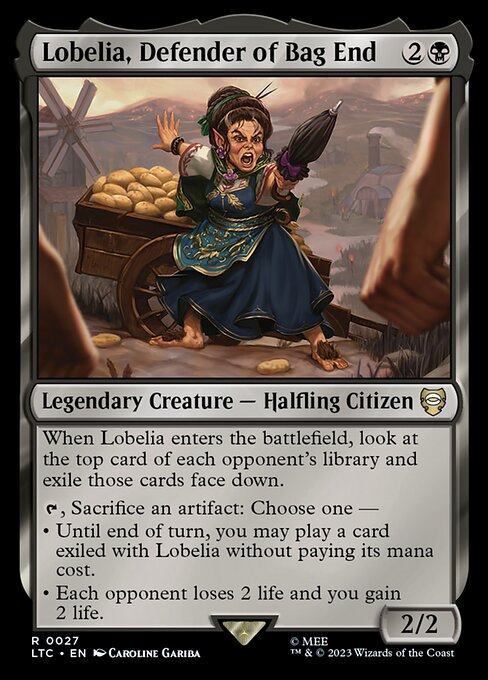 Lobelia, Defender of Bag End 2
Legendary Creature — Halfling Citizen
When Lobelia enters the battlefield, look at
the top card of each opponent's library and
exile those cards face down.
, Sacrifice an artifact: Choose one —
• Until end of turn, you may play a card
exiled with Lobelia without paying its mana
cost.
• Each opponent loses 2 life and you gain
2 life.
2/2
R 0027
LTC • EN CAROLINE GARIBA
© MEE
™ & © 2023 Wizards of the Coast